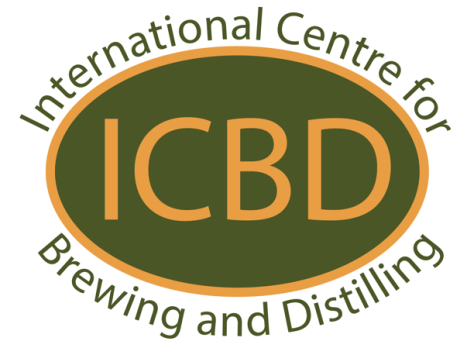 International Centre for
ICBD
Brewing and Distilling